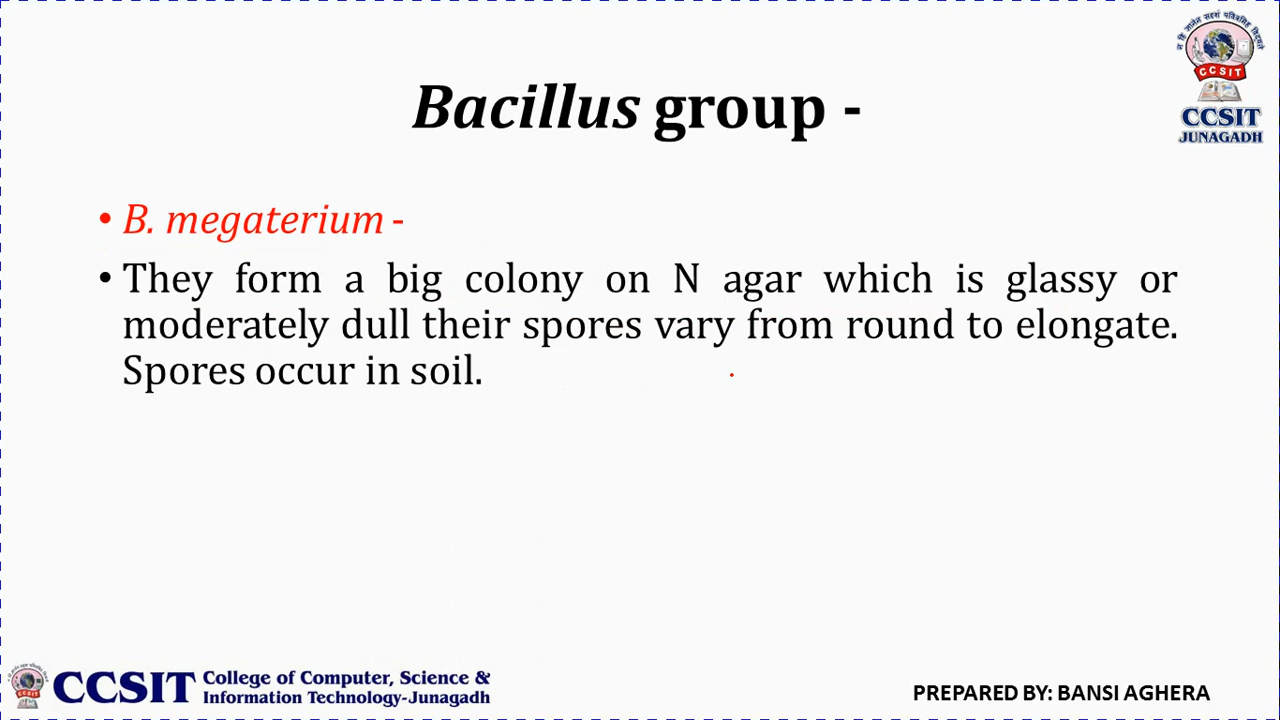 Bacillus group -
CCSIT
CCSIT
JUNAGADH
• B. megaterium -
• They form a big colony on N agar which is glassy or
moderately dull their spores vary from round to elongate.
Spores occur in soil.
CCSIT
College of Computer, Science &
Information Technology-Junagadh
PREPARED BY: BANSI AGHERA